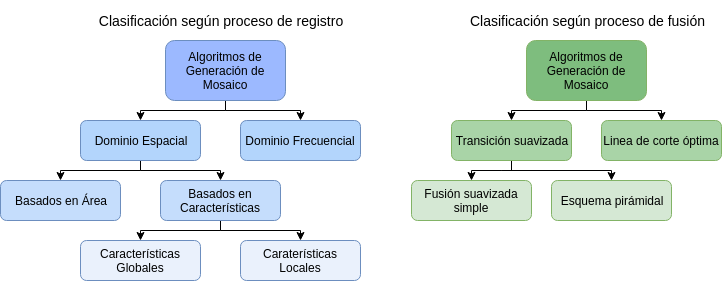 Clasificación según proceso de registro
Algoritmos de
Generación de
Mosaico
Dominio Espacial
Dominio Frecuencial
Basados en Área
Basados en
Características
Características
Globales
Caraterísticas
Locales
Clasificación según proceso de fusión
Algoritmos de
Generación de
Mosaico
Transición suavizada
Linea de corte óptima
Fusión suavizada
simple
Esquema pirámidal